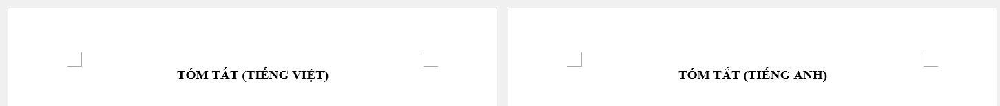 TÓM TẮT (TIẾNG VIỆT)
TÓM TẮT (TIẾNG ANH)